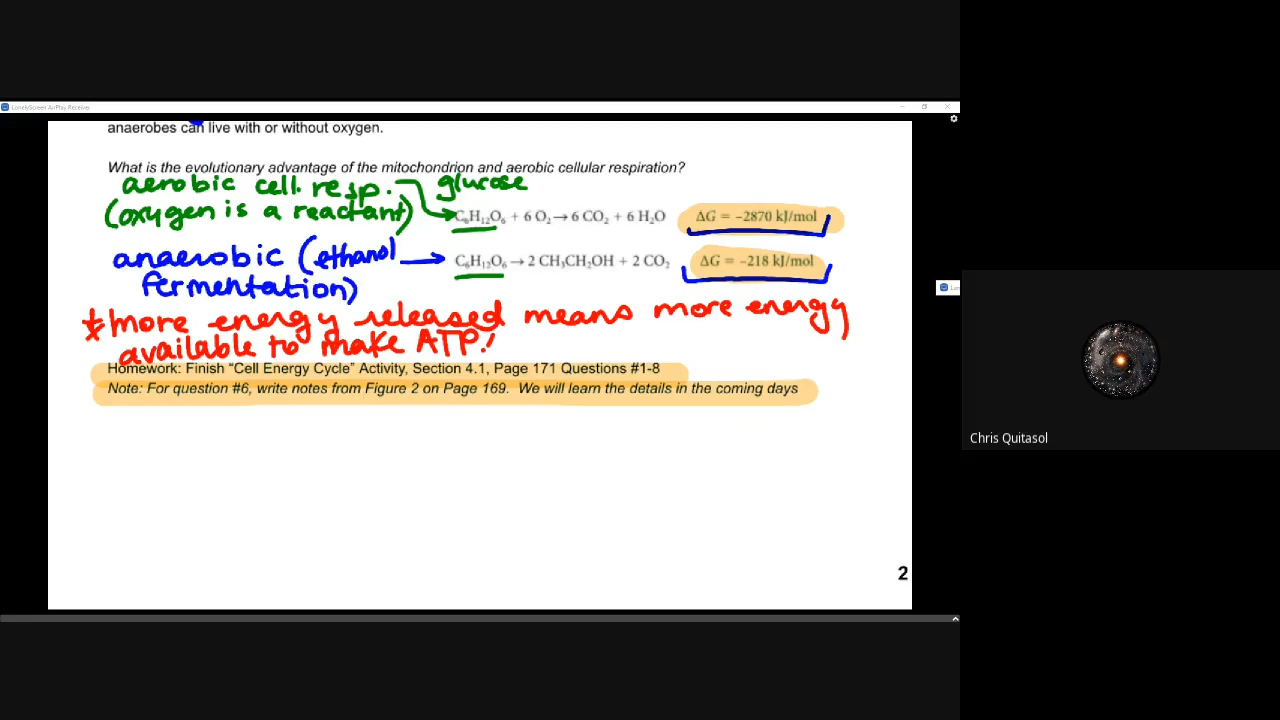 LonelyScreen AirPlay Receiver
anaerobes can live with or without oxygen.
What is the evolutionary advantage of the mitochondrion and aerobic cellular respiration?
aerobic cell. resp. glucose
(oxygen is a reactant) C₆H₁₂O₆ + 6 O₂ → 6 CO₂ + 6 H₂O ΔG = −2870 kJ/mol
anaerobic (ethanol → C₆H₁₂O₆ → 2 CH₃CH₂OH + 2 CO₂ ΔG = −218 kJ/mol
fermentation)
*more energy released means more energy
available to make ATP!
Homework: Finish “Cell Energy Cycle” Activity, Section 4.1, Page 171 Questions #1-8
Note: For question #6, write notes from Figure 2 on Page 169. We will learn the details in the coming days
Chris Quitasol
2